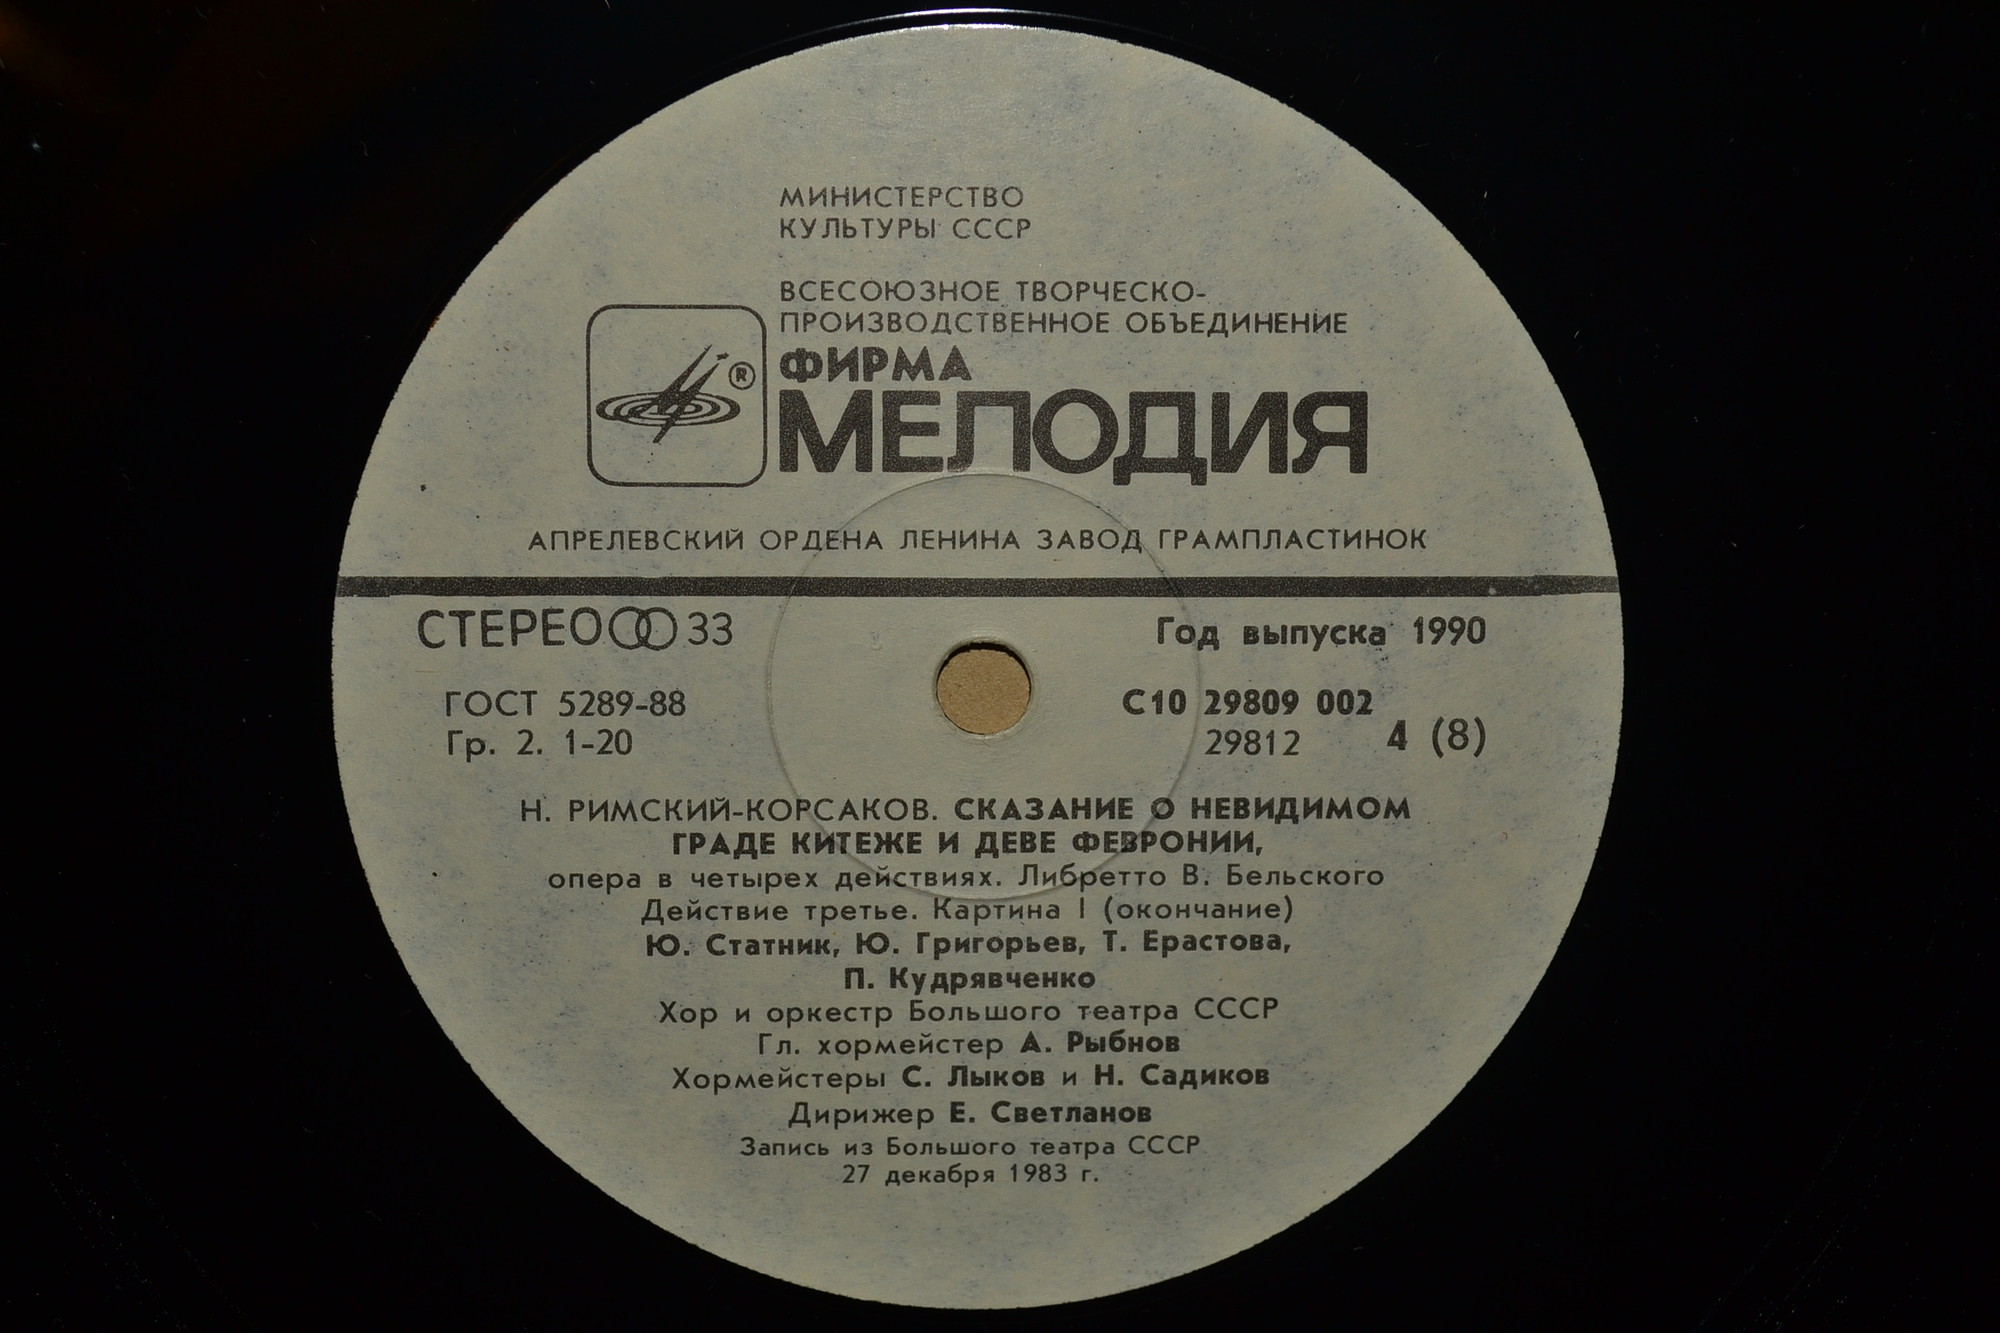 МИНИСТЕРСТВО
КУЛЬТУРЫ СССР
ВСЕСОЮЗНОЕ ТВОРЧЕСКО-
ПРОИЗВОДСТВЕННОЕ ОБЪЕДИНЕНИЕ
ФИРМА
®
МЕЛОДИЯ
АПРЕЛЕВСКИЙ ОРДЕНА ЛЕНИНА ЗАВОД ГРАМПЛАСТИНОК
СТЕРЕО 33
Год выпуска 1990
ГОСТ 5289-88
Гр. 2. 1-20
С10 29809 002
29812 4 (8)
Н. РИМСКИЙ-КОРСАКОВ. СКАЗАНИЕ О НЕВИДИМОМ
ГРАДЕ КИТЕЖЕ И ДЕВЕ ФЕВРОНИИ,
опера в четырех действиях. Либретто В. Бельского
Действие третье. Картина I (окончание)
Ю. Статник, Ю. Григорьев, Т. Ерастова,
П. Кудрявченко
Хор и оркестр Большого театра СССР
Гл. хормейстер А. Рыбнов
Хормейстеры С. Лыков и Н. Садиков
Дирижер Е. Светланов
Запись из Большого театра СССР
27 декабря 1983 г.